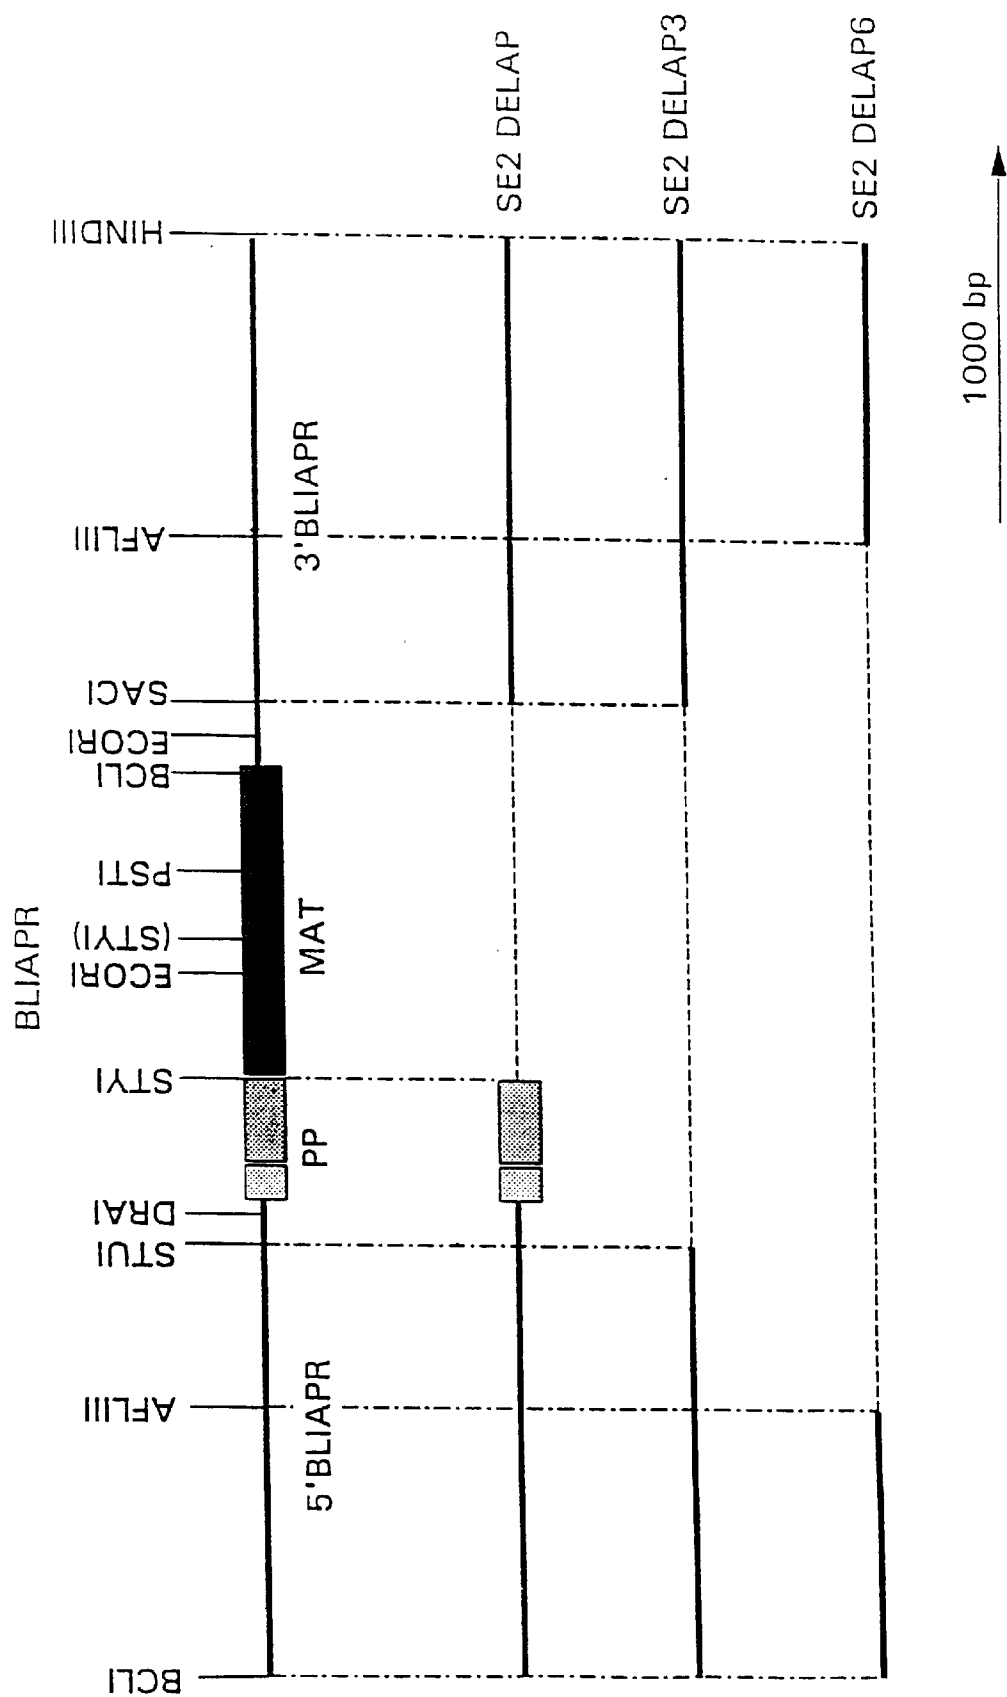 BLIAPR
BCLI
AFLIII
STUI
DRAI
STYI
ECORI
(STYI)
PSTI
BCLI
ECORI
SACI
AFLIII
HINDIII
5'BLIAPR
PP
MAT
3'BLIAPR
SE2 DELAP
SE2 DELAP3
SE2 DELAP6
1000 bp